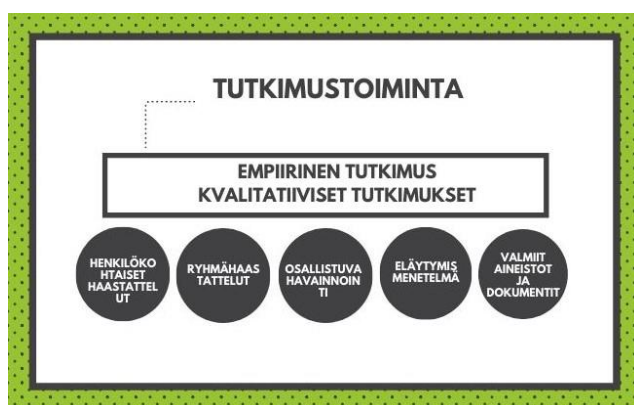 TUTKIMUSTOIMINTA
EMPIIRINEN TUTKIMUS
KVALITATIIVISET TUTKIMUKSET
HENKILÖKO
HTAISET
HAASTATTEL
UT
RYHMÄHAAS
TATTELUT
OSALLISTUVA
HAVAINNOIN
TI
ELÄYTYMIS
MENETELMÄ
VALMIIT
AINEISTOT
JA
DOKUMENTIT